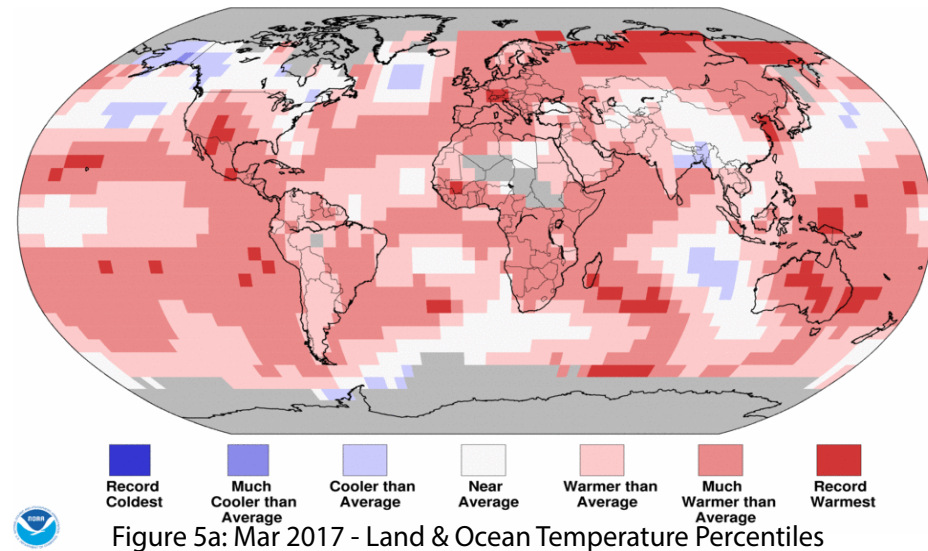 Record
Coldest
Much
Cooler than
Average
Cooler than
Average
Near
Average
Warmer than
Average
Much
Warmer than
Average
Record
Warmest
NOAA
Figure 5a: Mar 2017 - Land & Ocean Temperature Percentiles